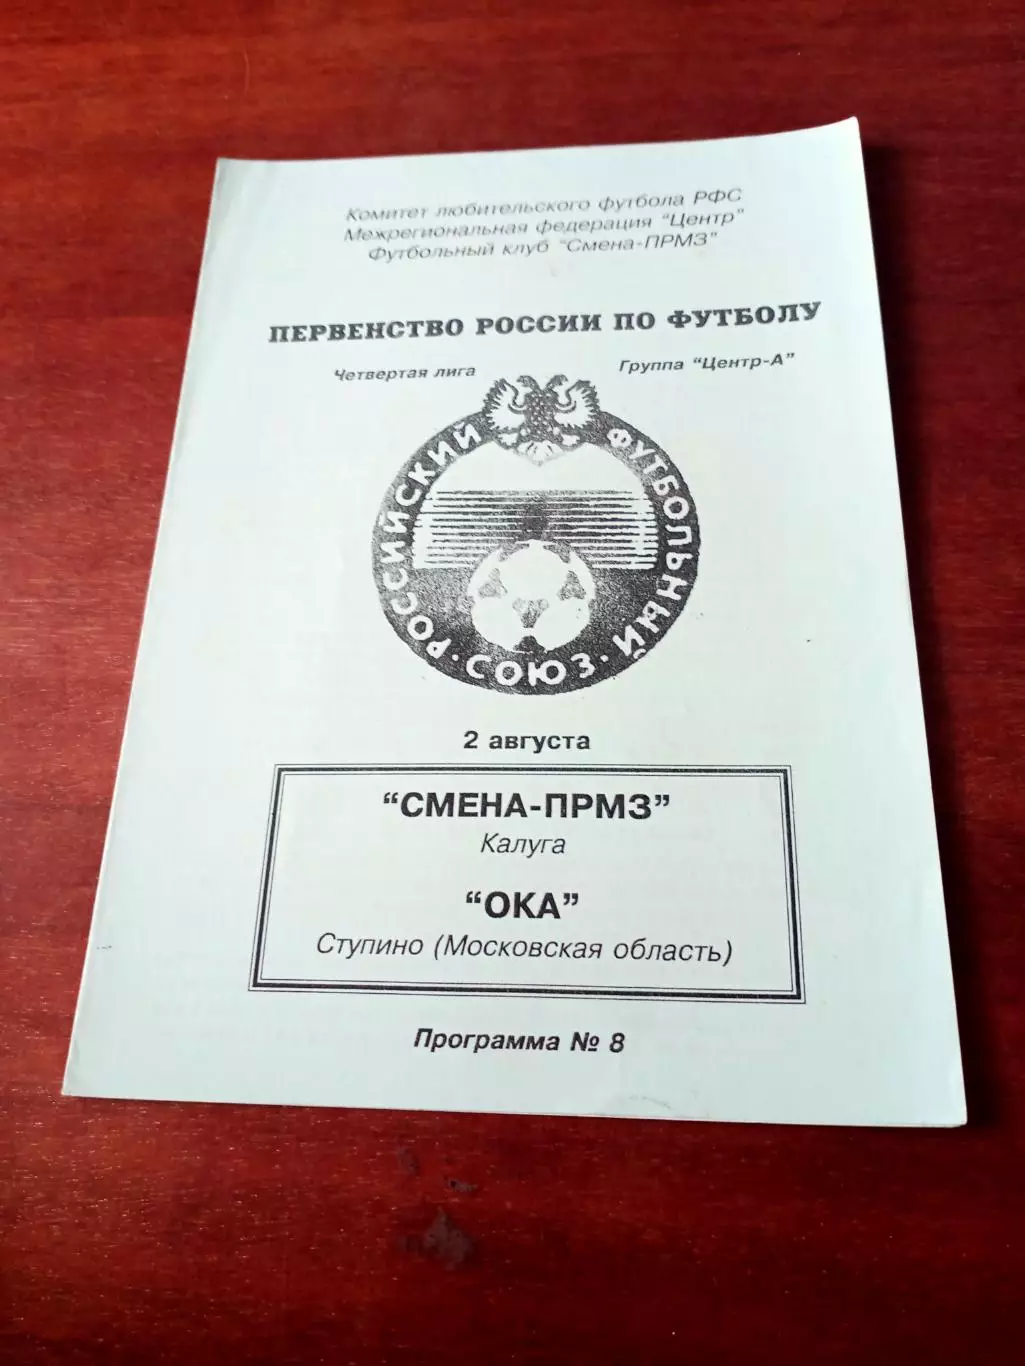 Комитет любительского футбола РФС
Межрегиональная федерация "Центр"
Футбольный клуб "Смена-ПРМЗ"
ПЕРВЕНСТВО РОССИИ ПО ФУТБОЛУ
Четвертая лига Группа "Центр-А"
РОССИЙСКИЙ ФУТБОЛЬНЫЙ
· СОЮЗ ·
2 августа
"СМЕНА-ПРМЗ"
Калуга
"ОКА"
Ступино (Московская область)
Программа № 8